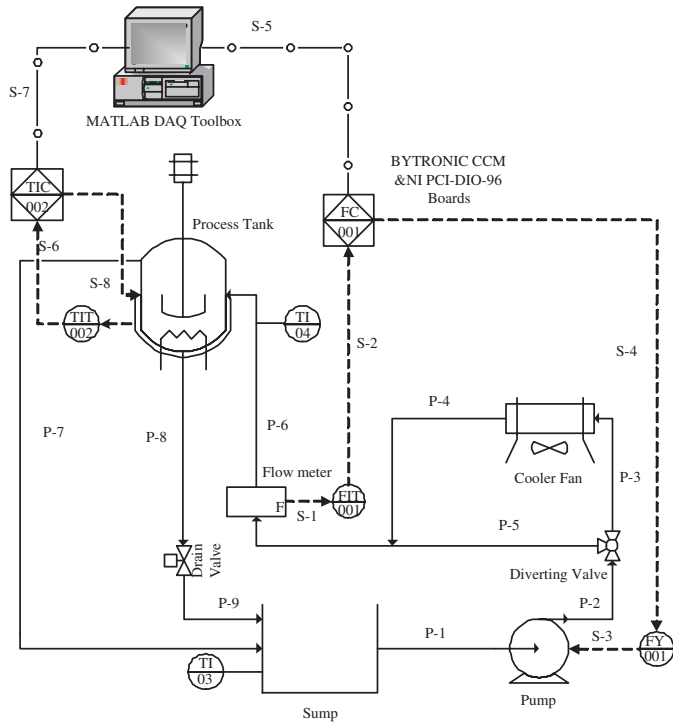 S-5
S-7
MATLAB DAQ Toolbox
BYTRONIC CCM
&NI PCI-DIO-96
Boards
TIC
002
FC
001
Process Tank
S-6
S-8
TIT
002
TI
04
S-2
S-4
P-4
P-7
P-8
P-6
P-3
Flow meter
Cooler Fan
F
S-1
FIT
001
P-5
Drain
Valve
Diverting Valve
P-9
P-2
P-1
S-3
FY
001
TI
03
Pump
Sump